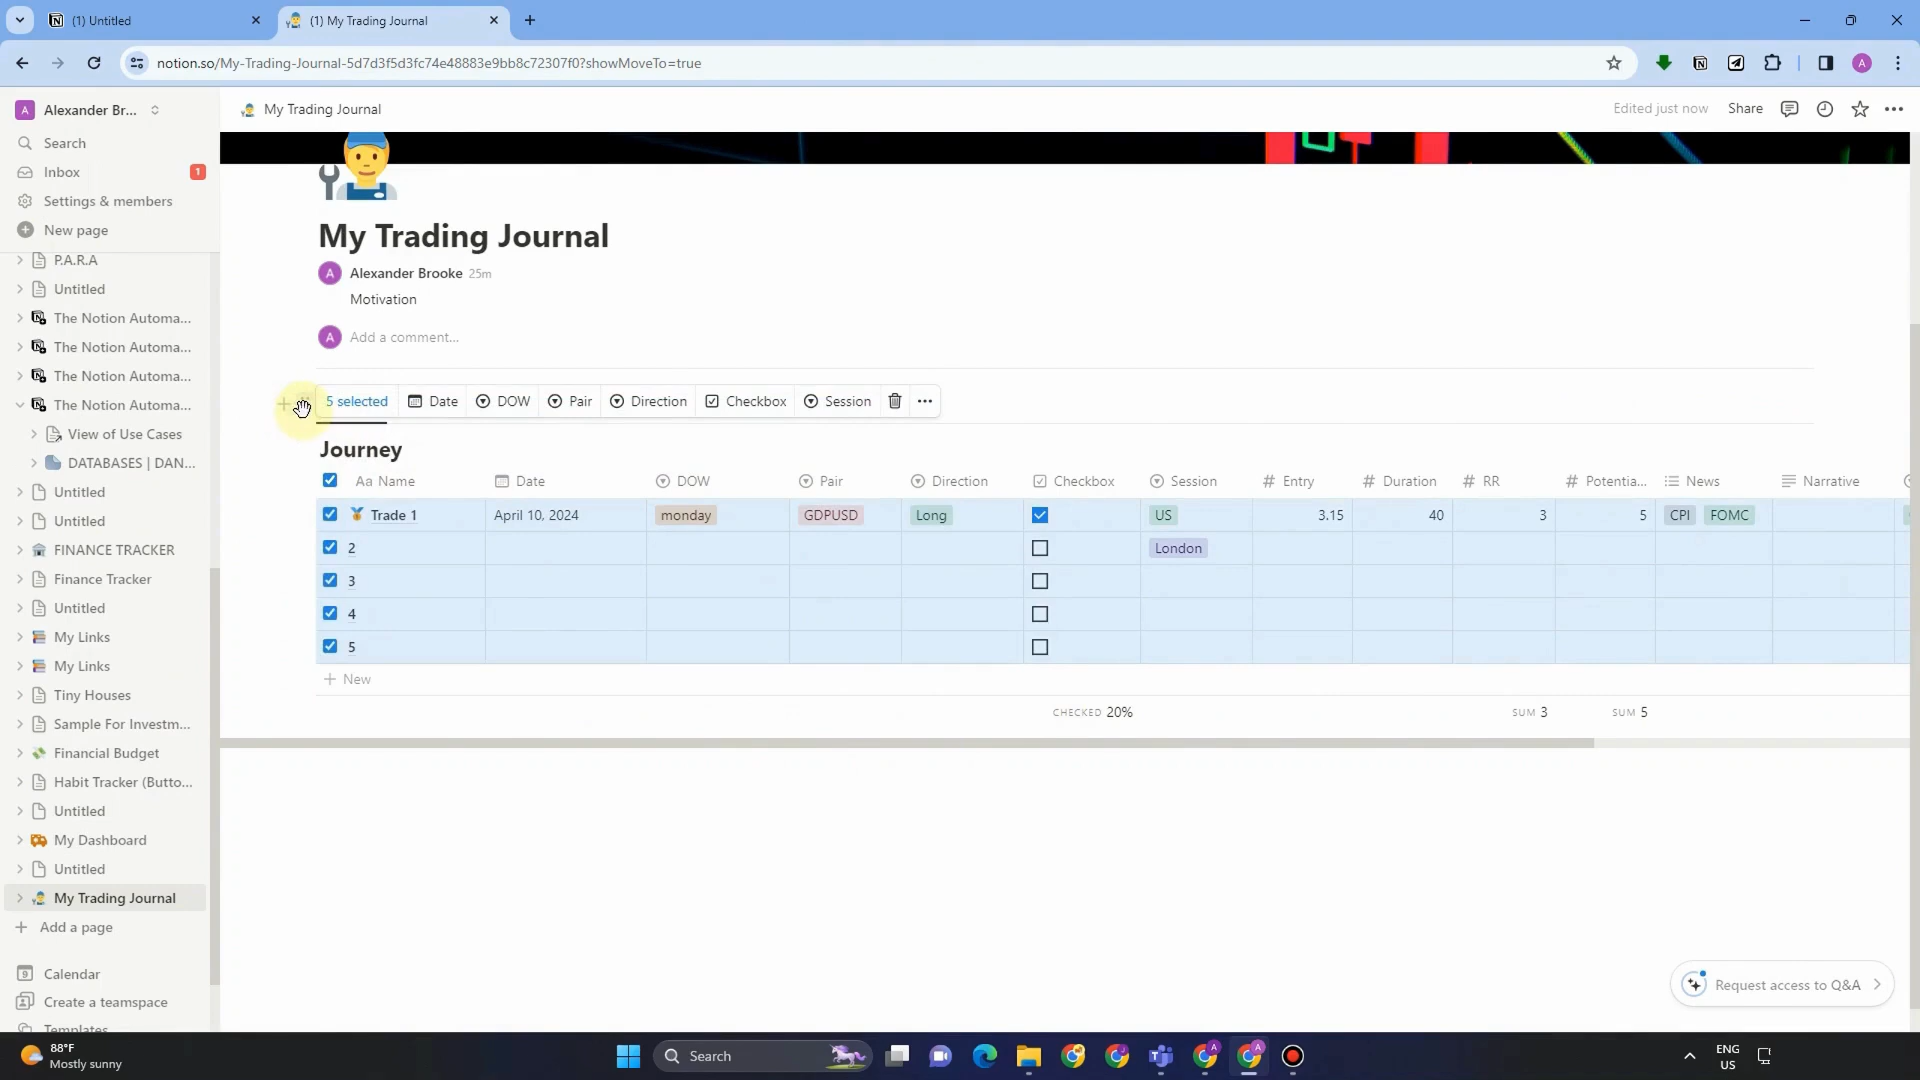 (1) Untitled
(1) My Trading Journal
notion.so/My-Trading-Journal-5d7d3f5d3fc74e48883e9bb8c72307f0?showMoveTo=true
A
A Alexander Br...
My Trading Journal
Edited just now Share
Search
Inbox 1
Settings & members
New page
P.A.R.A
Untitled
The Notion Automa...
The Notion Automa...
The Notion Automa...
The Notion Automa...
View of Use Cases
DATABASES | DAN...
Untitled
Untitled
FINANCE TRACKER
Finance Tracker
Untitled
My Links
My Links
Tiny Houses
Sample For Investm...
Financial Budget
Habit Tracker (Butto...
Untitled
My Dashboard
Untitled
My Trading Journal
Add a page
9 Calendar
Create a teamspace
Templates
My Trading Journal
A Alexander Brooke 25m
Motivation
A Add a comment...
5 selected Date DOW Pair Direction Checkbox Session
Journey
Aa Name Date DOW Pair Direction Checkbox Session # Entry # Duration # RR # Potentia... News Narrative
Trade 1 April 10, 2024 monday GDPUSD Long US 3.15 40 3 5 CPI FOMC
2 London
3
4
5
+ New
CHECKED 20% SUM 3 SUM 5
Request access to Q&A
88°F
Mostly sunny
Search
ENG
US